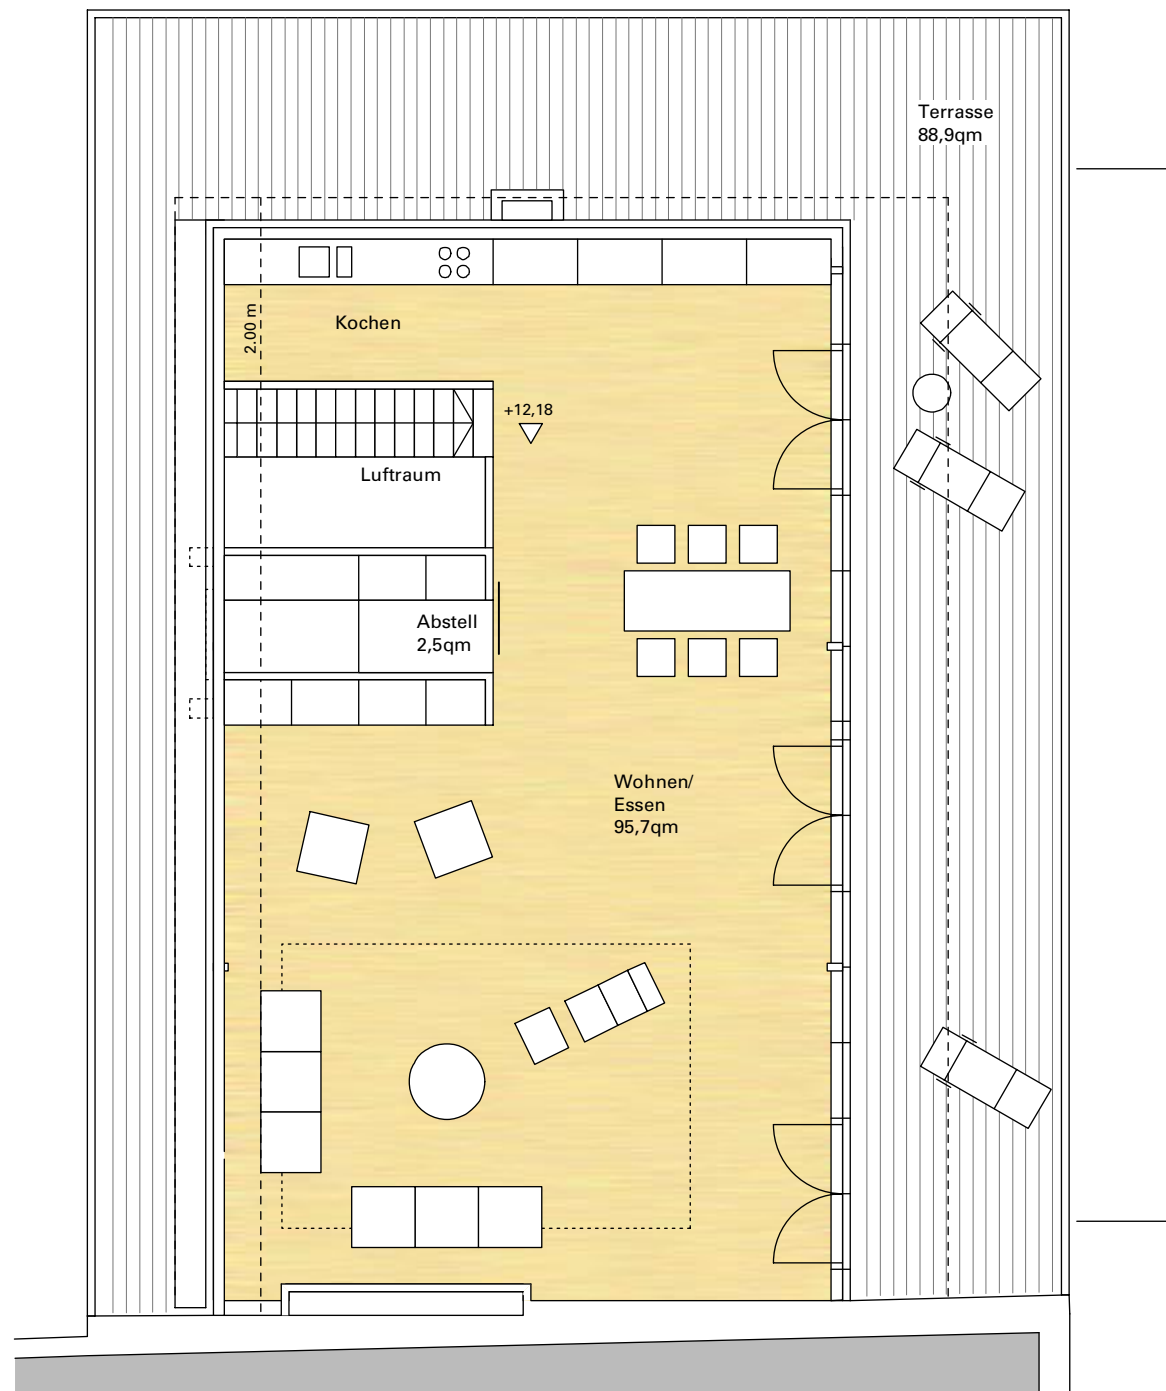 Terrasse
88,9qm
2.00 m
Kochen
+12,18
Luftraum
Abstell
2,5qm
Wohnen/
Essen
95,7qm